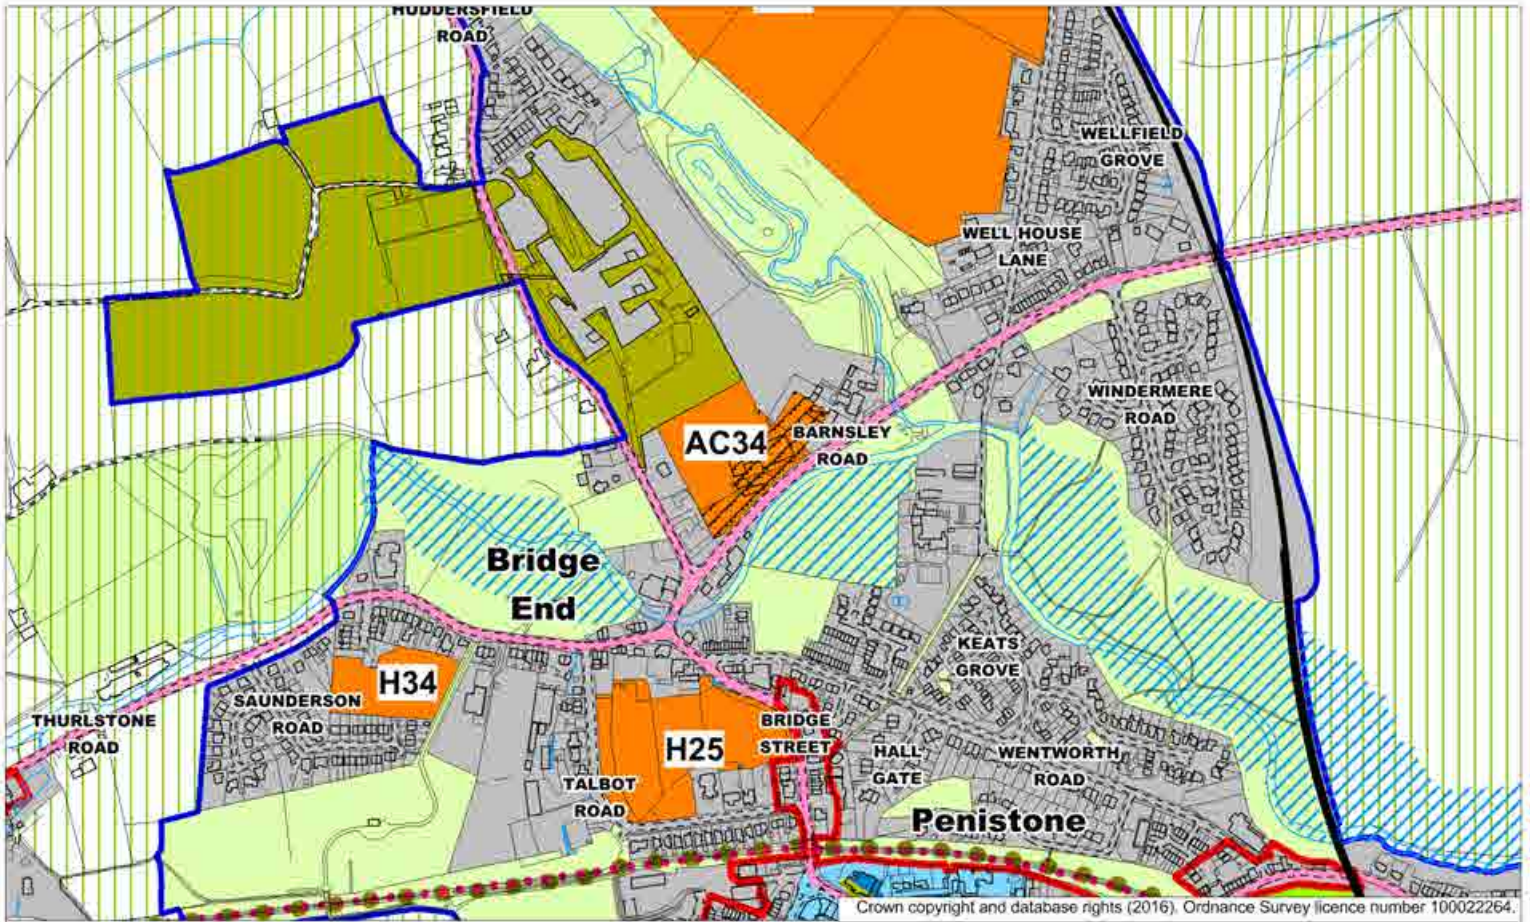 HUDDERSFIELD
ROAD
WELLFIELD
GROVE
WELL HOUSE
LANE
WINDERMERE
ROAD
AC34
BARNSLEY
ROAD
Bridge
End
KEATS
GROVE
H34
SAUNDERSON
ROAD
THURLSTONE
ROAD
H25
BRIDGE
STREET
HALL
GATE
WENTWORTH
ROAD
TALBOT
ROAD
Penistone
Crown copyright and database rights (2016). Ordnance Survey licence number 100022264.